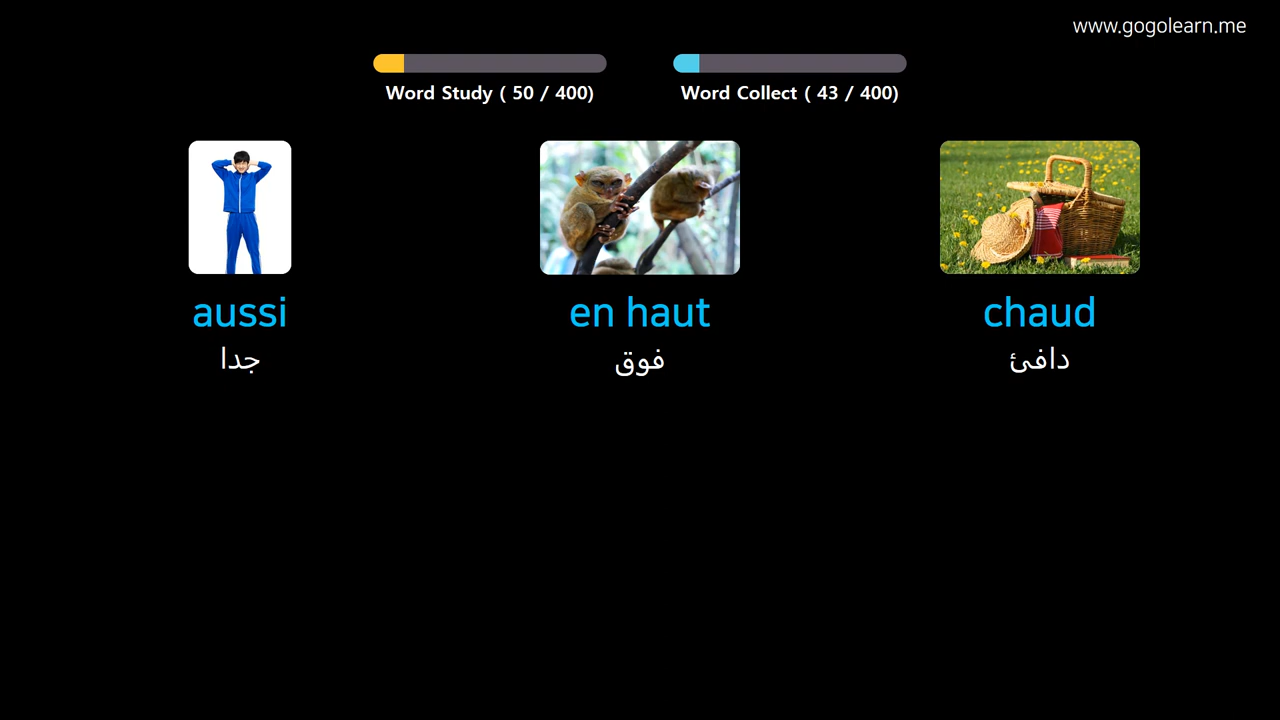 www.gogolearn.me
Word Study ( 50 / 400)
Word Collect ( 43 / 400)
aussi
جدا
en haut
فوق
chaud
دافئ